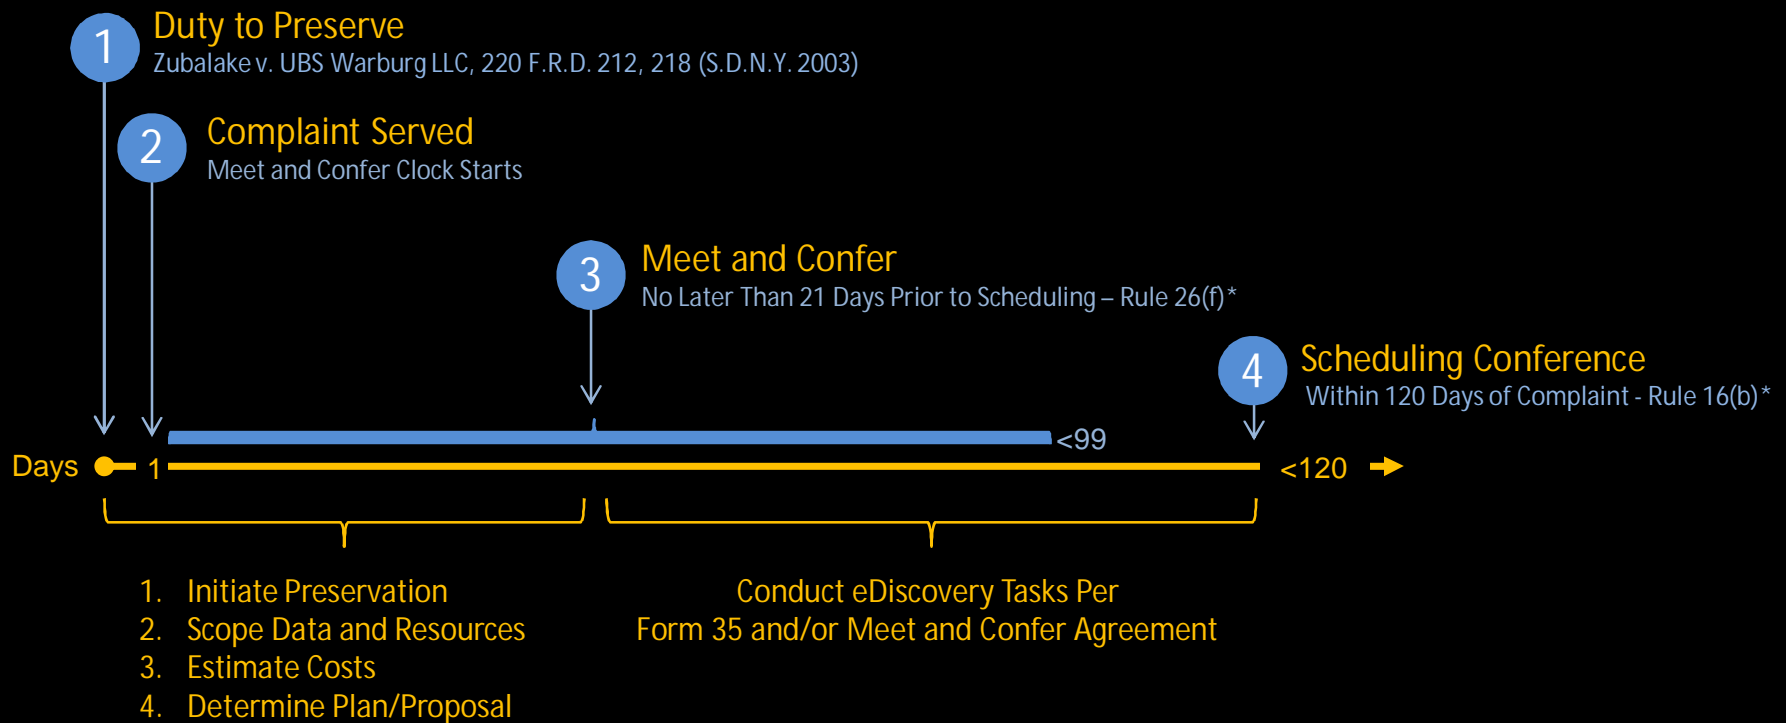 1
Duty to Preserve
Zubalake v. UBS Warburg LLC, 220 F.R.D. 212, 218 (S.D.N.Y. 2003)
2
Complaint Served
Meet and Confer Clock Starts
3
Meet and Confer
No Later Than 21 Days Prior to Scheduling – Rule 26(f)*
4
Scheduling Conference
Within 120 Days of Complaint - Rule 16(b)*
<99
Days 1 <120
1. Initiate Preservation
2. Scope Data and Resources
3. Estimate Costs
4. Determine Plan/Proposal
Conduct eDiscovery Tasks Per
Form 35 and/or Meet and Confer Agreement